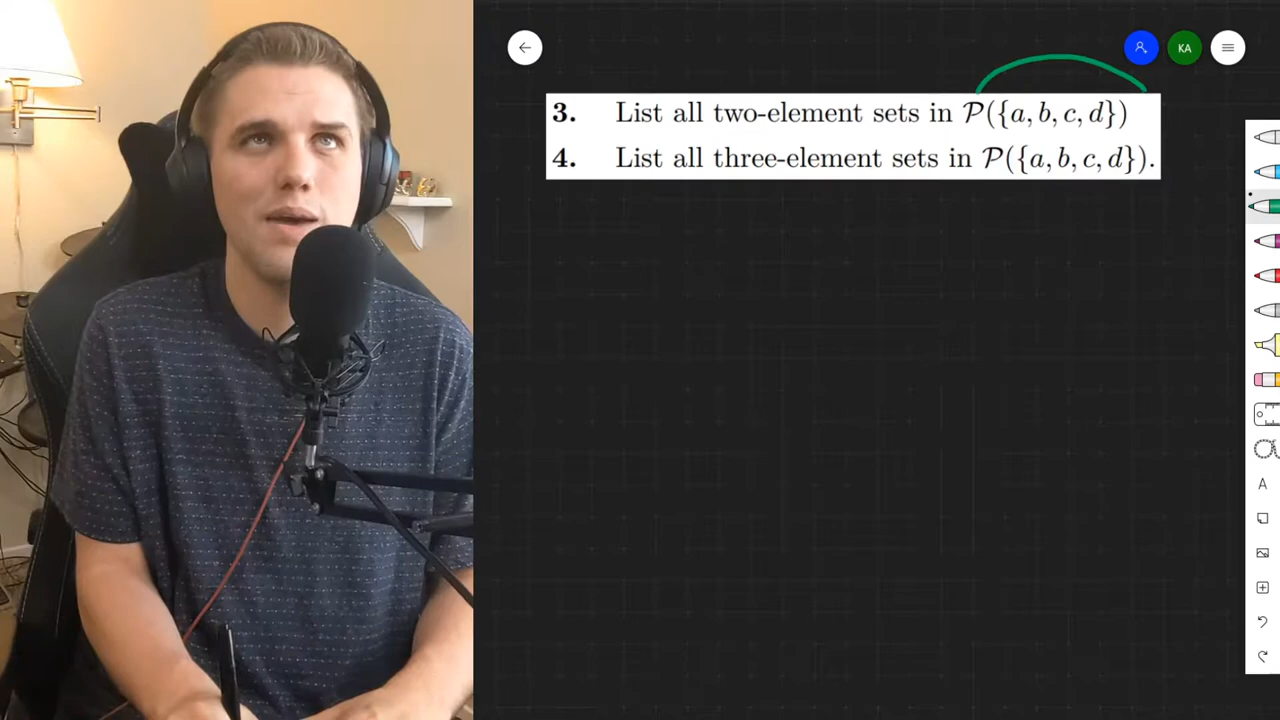 KA
3. List all two-element sets in 𝒫({a, b, c, d})
4. List all three-element sets in 𝒫({a, b, c, d}).
A